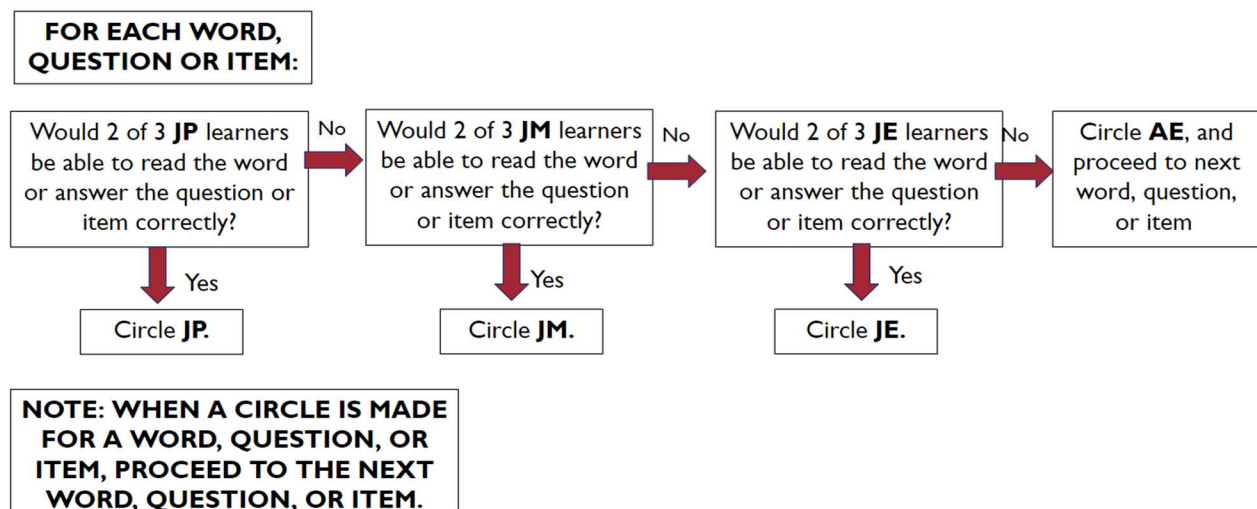 FOR EACH WORD,
QUESTION OR ITEM:
Would 2 of 3 JP learners
be able to read the word
or answer the question or
item correctly?
No
Would 2 of 3 JM learners
be able to read the word
or answer the question
or item correctly?
No
Would 2 of 3 JE learners
be able to read the word
or answer the question
or item correctly?
No
Circle AE, and
proceed to next
word, question,
or item
Yes
Yes
Yes
Circle JP.
Circle JM.
Circle JE.
NOTE: WHEN A CIRCLE IS MADE
FOR A WORD, QUESTION, OR
ITEM, PROCEED TO THE NEXT
WORD, QUESTION, OR ITEM.